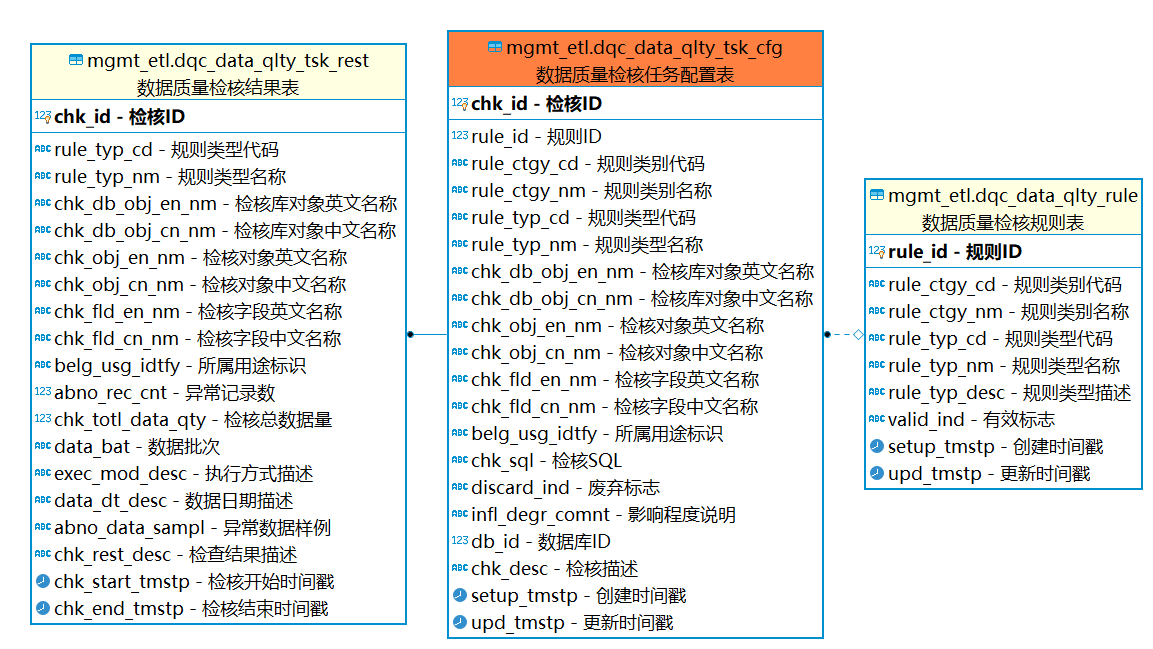 mgmt_etl.dqc_data_qlty_tsk_rest
数据质量检核结果表
123 chk_id - 检核ID
ABC rule_typ_cd - 规则类型代码
ABC rule_typ_nm - 规则类型名称
ABC chk_db_obj_en_nm - 检核库对象英文名称
ABC chk_db_obj_cn_nm - 检核库对象中文名称
ABC chk_obj_en_nm - 检核对象英文名称
ABC chk_obj_cn_nm - 检核对象中文名称
ABC chk_fld_en_nm - 检核字段英文名称
ABC chk_fld_cn_nm - 检核字段中文名称
ABC belg_usg_idtfy - 所属用途标识
123 abno_rec_cnt - 异常记录数
123 chk_totl_data_qty - 检核总数据量
ABC data_bat - 数据批次
ABC exec_mod_desc - 执行方式描述
ABC data_dt_desc - 数据日期描述
ABC abno_data_sampl - 异常数据样例
ABC chk_rest_desc - 检查结果描述
chk_start_tmstp - 检核开始时间戳
chk_end_tmstp - 检核结束时间戳
mgmt_etl.dqc_data_qlty_tsk_cfg
数据质量检核任务配置表
123 chk_id - 检核ID
123 rule_id - 规则ID
ABC rule_ctgy_cd - 规则类别代码
ABC rule_ctgy_nm - 规则类别名称
ABC rule_typ_cd - 规则类型代码
ABC rule_typ_nm - 规则类型名称
ABC chk_db_obj_en_nm - 检核库对象英文名称
ABC chk_db_obj_cn_nm - 检核库对象中文名称
ABC chk_obj_en_nm - 检核对象英文名称
ABC chk_obj_cn_nm - 检核对象中文名称
ABC chk_fld_en_nm - 检核字段英文名称
ABC chk_fld_cn_nm - 检核字段中文名称
ABC belg_usg_idtfy - 所属用途标识
ABC chk_sql - 检核SQL
ABC discard_ind - 废弃标志
ABC infl_degr_comnt - 影响程度说明
123 db_id - 数据库ID
ABC chk_desc - 检核描述
setup_tmstp - 创建时间戳
upd_tmstp - 更新时间戳
mgmt_etl.dqc_data_qlty_rule
数据质量检核规则表
123 rule_id - 规则ID
ABC rule_ctgy_cd - 规则类别代码
ABC rule_ctgy_nm - 规则类别名称
ABC rule_typ_cd - 规则类型代码
ABC rule_typ_nm - 规则类型名称
ABC rule_typ_desc - 规则类型描述
ABC valid_ind - 有效标志
setup_tmstp - 创建时间戳
upd_tmstp - 更新时间戳